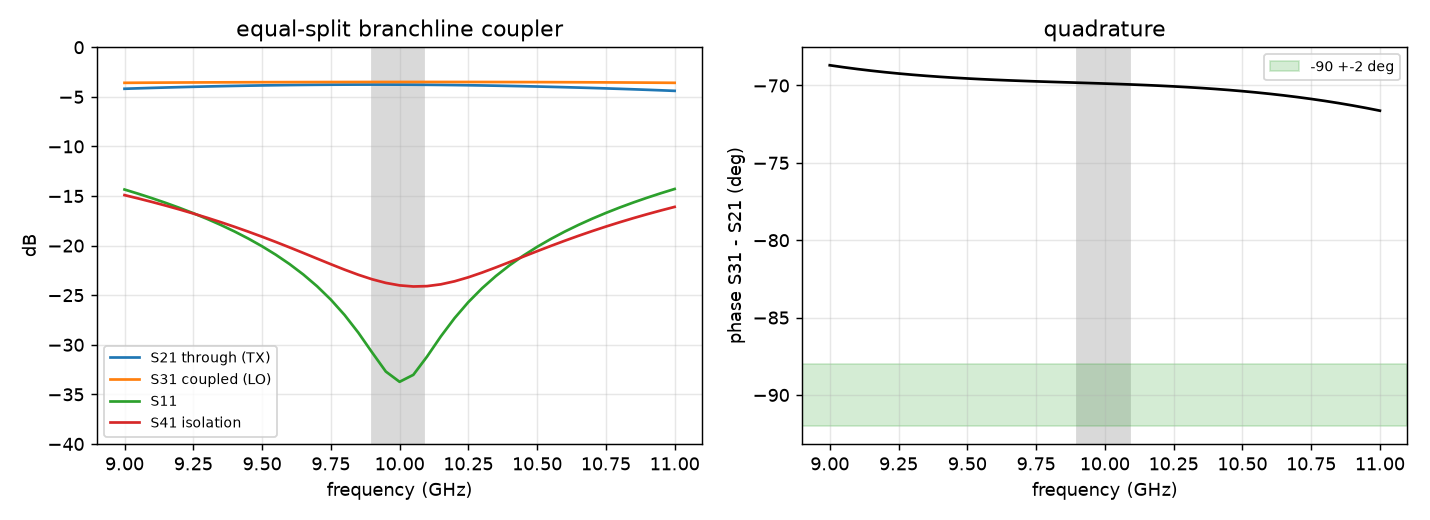 equal-split branchline coupler
0
−5
−10
−15
−20
−25
−30
−35
−40
dB
S21 through (TX)
S31 coupled (LO)
S11
S41 isolation
9.00 9.25 9.50 9.75 10.00 10.25 10.50 10.75 11.00
frequency (GHz)
quadrature
-90 +-2 deg
−70
−75
−80
−85
−90
phase S31 - S21 (deg)
9.00 9.25 9.50 9.75 10.00 10.25 10.50 10.75 11.00
frequency (GHz)